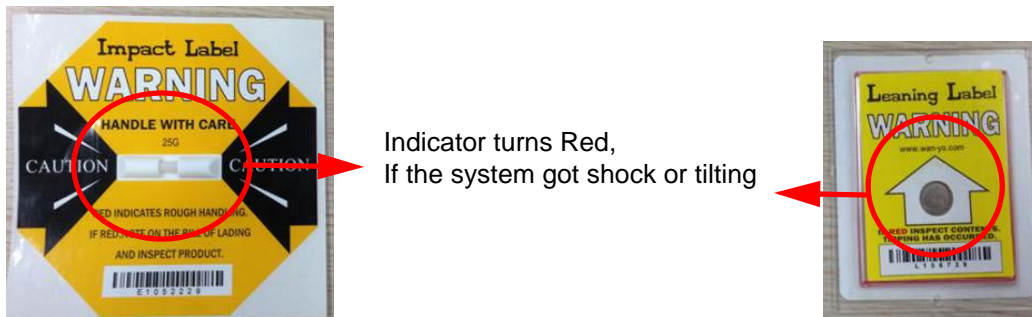 Impact Label
WARNING
HANDLE WITH CARE
25G
CAUTION
CAUTION
RED INDICATES ROUGH HANDLING.
IF RED, NOTE ON THE BILL OF LADING
AND INSPECT PRODUCT.
E1052229
Indicator turns Red,
If the system got shock or tilting
Leaning Label
WARNING
www.wan-yo.com
IF RED INSPECT CONTENTS.
TIPPING HAS OCCURRED.
L156729